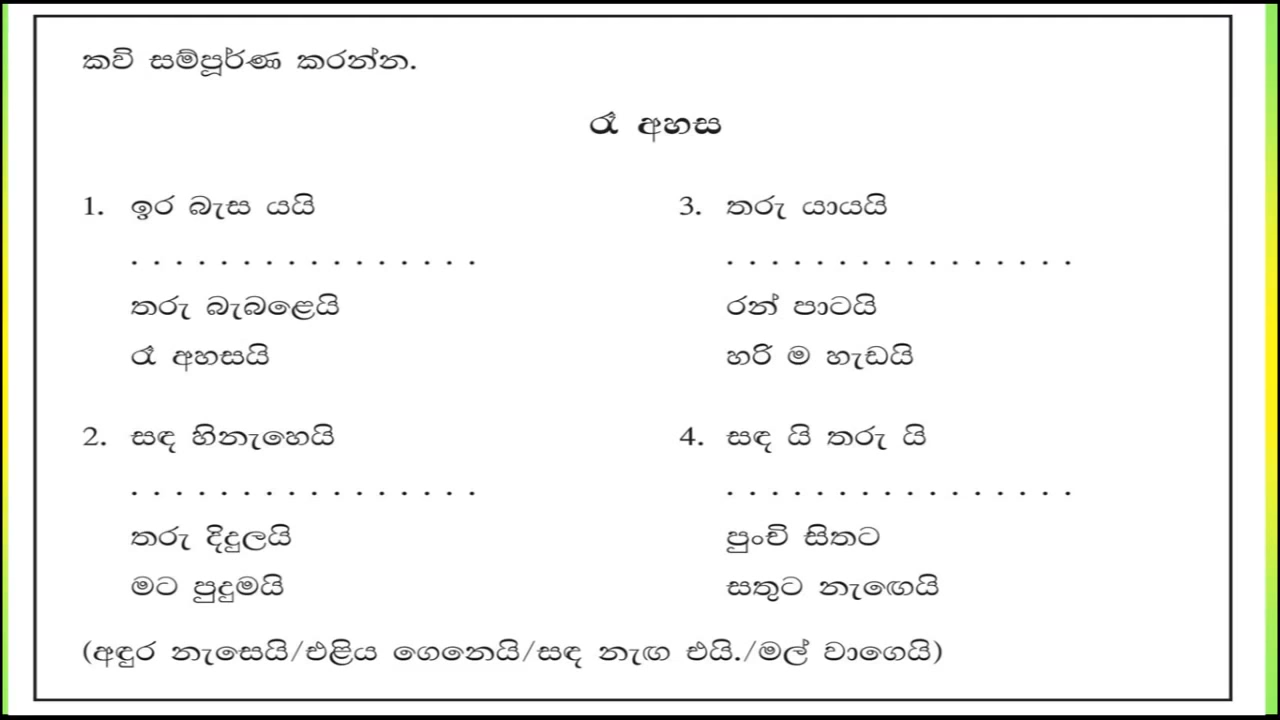 කවි සම්පූර්ණ කරන්න.
රෑ අහස
1. ඉර බැස යයි
. . . . . . . . . . . . . . . .
තරු බැබළෙයි
රෑ අහසයි
2. සඳ හිනැහෙයි
. . . . . . . . . . . . . . . .
තරු දිදුලයි
මට පුදුමයි
3. තරු යායයි
. . . . . . . . . . . . . . . .
රන් පාටයි
හරි ම හැඩයි
4. සඳ යි තරු යි
. . . . . . . . . . . . . . . .
පුංචි සිතට
සතුට නැඟෙයි
(අඳුර නැසෙයි/එළිය ගෙනෙයි/සඳ නැඟ එයි./මල් වාගෙයි)